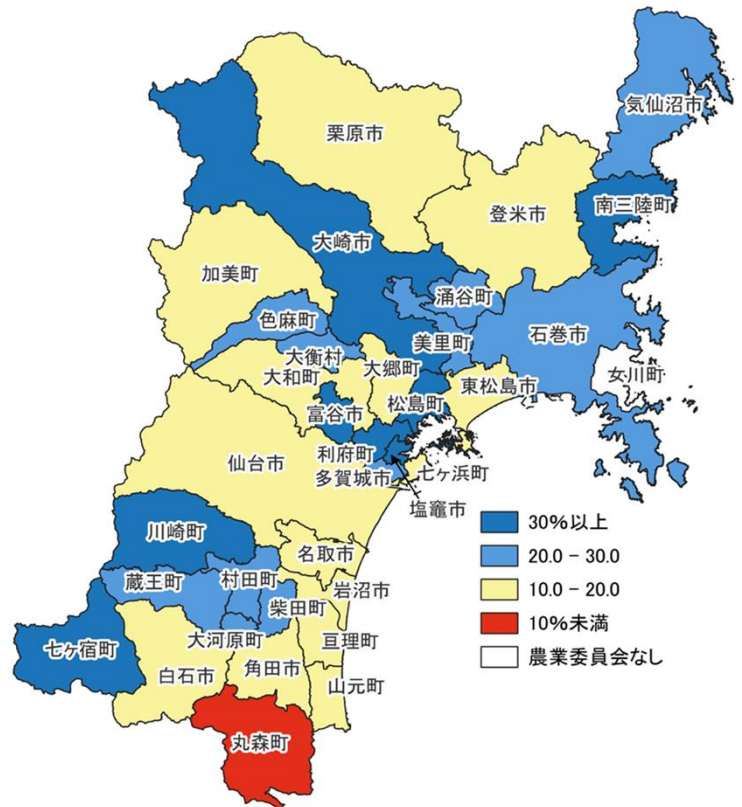 気仙沼市
栗原市
南三陸町
登米市
大崎市
加美町
涌谷町
色麻町
石巻市
美里町
大衡村
大郷町
女川町
大和町
東松島市
松島町
富谷市
利府町
仙台市
多賀城市
七ヶ浜町
塩竈市
川崎町
名取市
蔵王町
村田町
岩沼市
柴田町
大河原町
亘理町
七ヶ宿町
白石市
角田市
山元町
丸森町
30%以上
20.0 - 30.0
10.0 - 20.0
10%未満
農業委員会なし